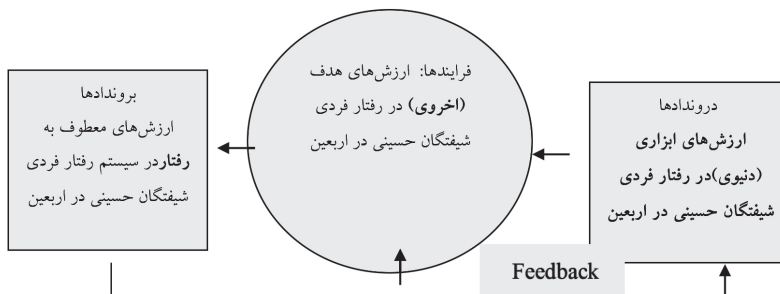 دروندادها
ارزش‌های ابزاری
(دنیوی)در رفتار فردی
شیفتگان حسینی در اربعین
فرایندها: ارزش‌های هدف
(اخروی) در رفتار فردی
شیفتگان حسینی در اربعین
بروندادها
ارزش‌های معطوف به
رفتاردر سیستم رفتار فردی
شیفتگان حسینی در اربعین
Feedback